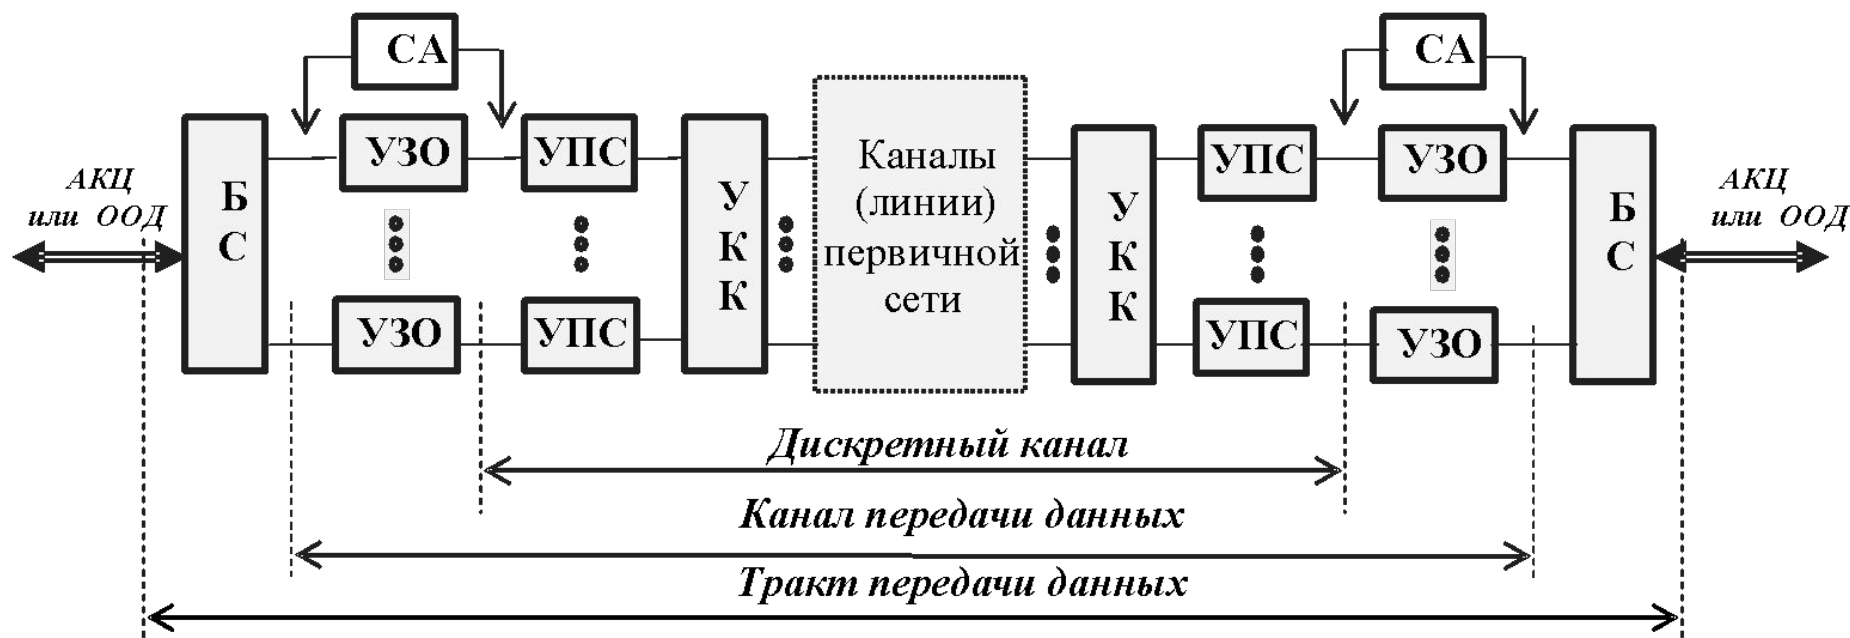 СА
СА
УЗО
УПС
Каналы
(линии)
первичной
сети
УПС
УЗО
АКЦ
или ООД
Б
С
У
К
К
У
К
К
Б
С
АКЦ
или ООД
УЗО
УПС
УПС
УЗО
Дискретный канал
Канал передачи данных
Тракт передачи данных